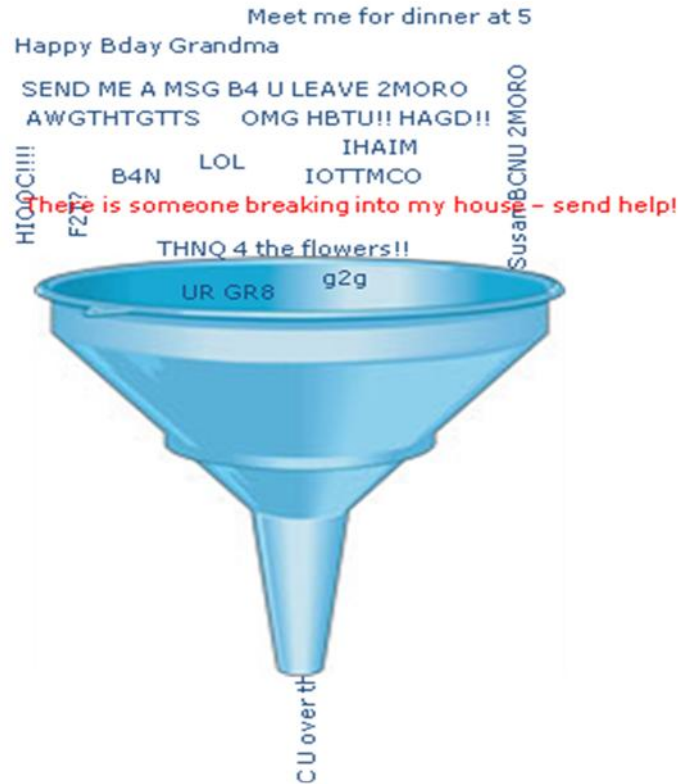 Meet me for dinner at 5
Happy Bday Grandma
SEND ME A MSG B4 U LEAVE 2MORO
AWGTHTGTTS
OMG HBTU!! HAGD!!
Susan BCNU 2MORO
HIOOC!!!!
F2T?
B4N
LOL
IHAIM
IOTTMCO
There is someone breaking into my house – send help!
THNQ 4 the flowers!!
UR GR8
g2g
CU over th